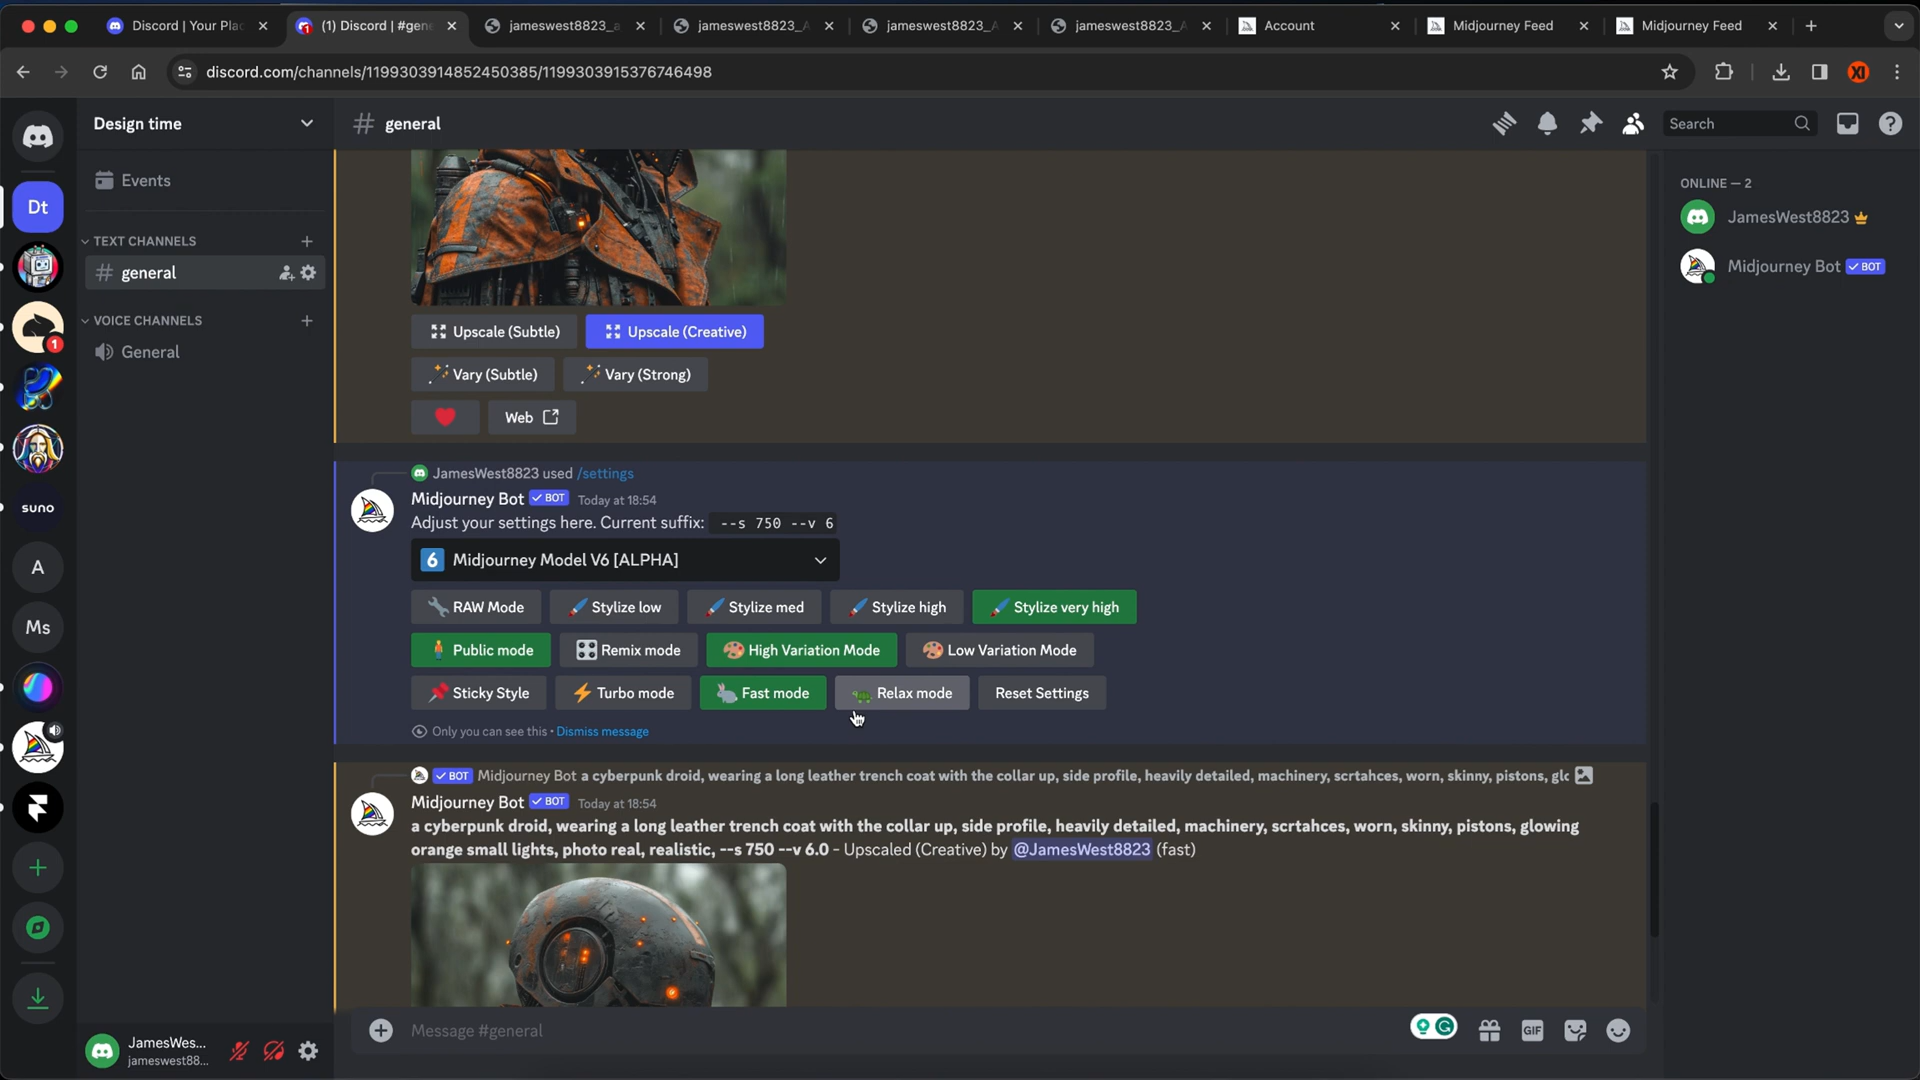 Discord | Your Plac
(1) Discord | #gene
jameswest8823_a
jameswest8823_A
jameswest8823_A
jameswest8823_A
Account
Midjourney Feed
Midjourney Feed
discord.com/channels/1199303914852450385/1199303915376746498
XI
Design time
general
Search
Events
Dt
TEXT CHANNELS
general
VOICE CHANNELS
General
1
suno
A
Ms
Upscale (Subtle)
Upscale (Creative)
Vary (Subtle)
Vary (Strong)
Web
JamesWest8823 used /settings
Midjourney Bot BOT Today at 18:54
Adjust your settings here. Current suffix: --s 750 --v 6
6 Midjourney Model V6 [ALPHA]
RAW Mode Stylize low Stylize med Stylize high Stylize very high
Public mode Remix mode High Variation Mode Low Variation Mode
Sticky Style Turbo mode Fast mode Relax mode Reset Settings
Only you can see this • Dismiss message
BOT Midjourney Bot a cyberpunk droid, wearing a long leather trench coat with the collar up, side profile, heavily detailed, machinery, scrtahces, worn, skinny, pistons, glo
Midjourney Bot BOT Today at 18:54
a cyberpunk droid, wearing a long leather trench coat with the collar up, side profile, heavily detailed, machinery, scrtahces, worn, skinny, pistons, glowing
orange small lights, photo real, realistic, --s 750 --v 6.0 - Upscaled (Creative) by @JamesWest8823 (fast)
Message #general
GIF
JamesWes...
jameswest88...
ONLINE — 2
JamesWest8823
Midjourney Bot BOT